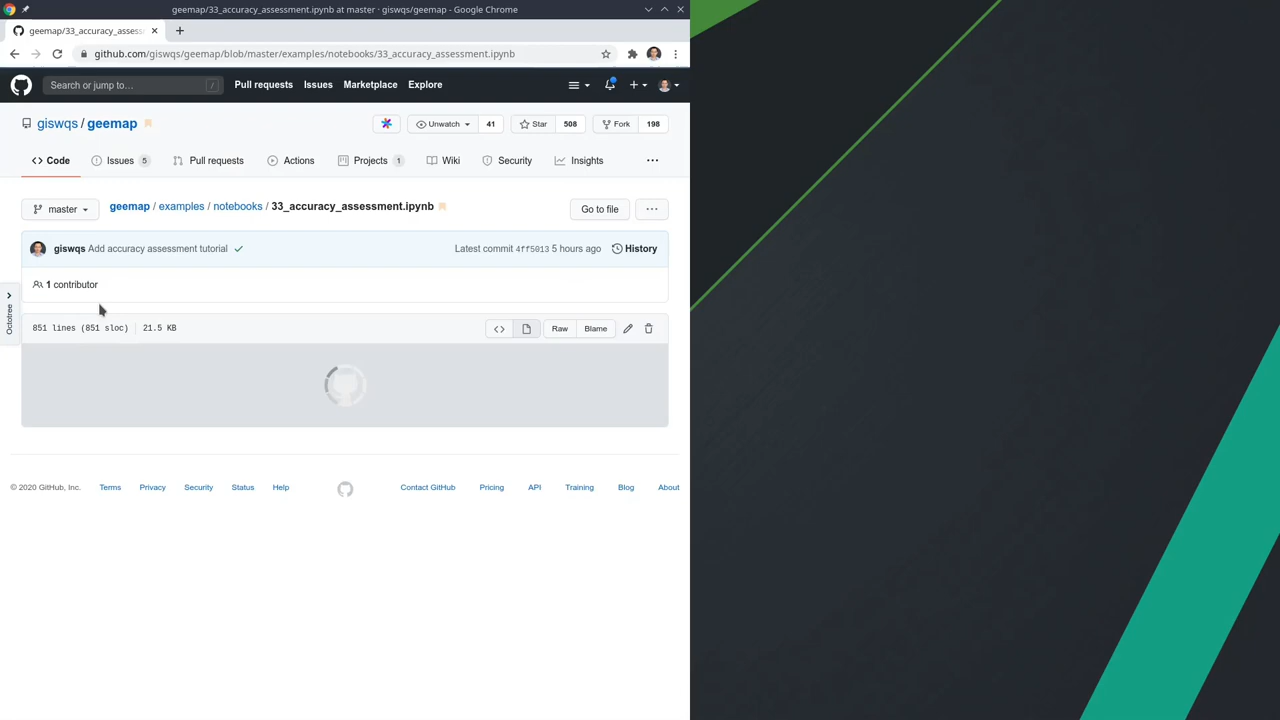 geemap/33_accuracy_assessment.ipynb at master · giswqs/geemap - Google Chrome
geemap/33_accuracy_assess
github.com/giswqs/geemap/blob/master/examples/notebooks/33_accuracy_assessment.ipynb
Search or jump to… / Pull requests Issues Marketplace Explore
giswqs / geemap Unwatch 41 Star 508 Fork 198
Code Issues 5 Pull requests Actions Projects 1 Wiki Security Insights ···
master geemap / examples / notebooks / 33_accuracy_assessment.ipynb Go to file ···
giswqs Add accuracy assessment tutorial Latest commit 4ff5013 5 hours ago History
1 contributor
Octotree
851 lines (851 sloc) 21.5 KB Raw Blame
© 2020 GitHub, Inc. Terms Privacy Security Status Help Contact GitHub Pricing API Training Blog About